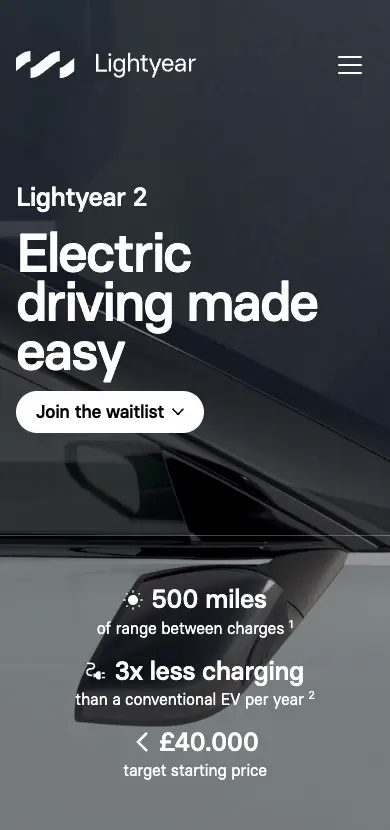 Lightyear
Lightyear 2
Electric
driving made
easy
Join the waitlist
500 miles
of range between charges ¹
3x less charging
than a conventional EV per year ²
< £40.000
target starting price